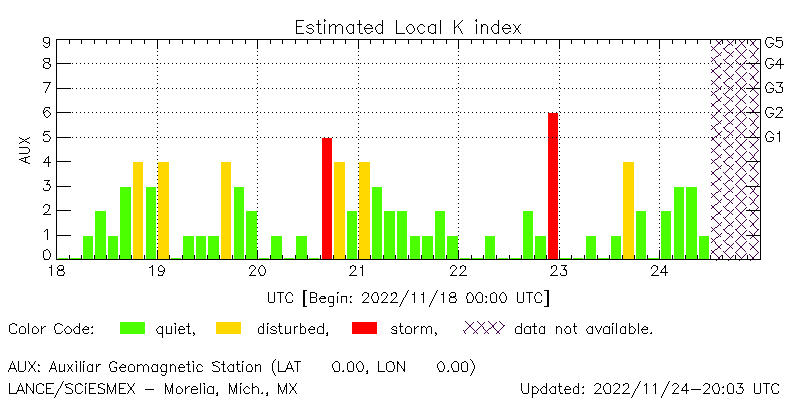 Estimated Local K index
9
8
7
6
5
4
3
2
1
0
AUX
G5
G4
G3
G2
G1
18 19 20 21 22 23 24
UTC [Begin: 2022/11/18 00:00 UTC]
Color Code: quiet, disturbed, storm, data not available.
AUX: Auxiliar Geomagnetic Station (LAT 0.00, LON 0.00)
LANCE/SCiESMEX - Morelia, Mich., MX Updated: 2022/11/24-20:03 UTC